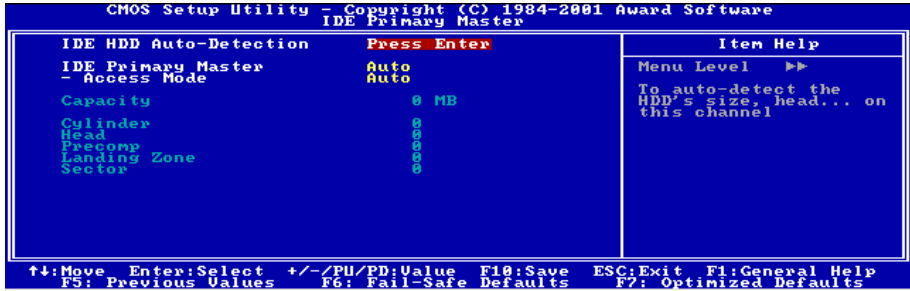 CMOS Setup Utility - Copyright (C) 1984-2001 Award Software
IDE Primary Master
IDE HDD Auto-Detection Press Enter
IDE Primary Master Auto
- Access Mode Auto
Capacity 0 MB
Cylinder 0
Head 0
Precomp 0
Landing Zone 0
Sector 0
Item Help
Menu Level ▸▸
To auto-detect the
HDD's size, head... on
this channel
↑↓:Move Enter:Select +/-/PU/PD:Value F10:Save ESC:Exit F1:General Help
F5: Previous Values F6: Fail-Safe Defaults F7: Optimized Defaults